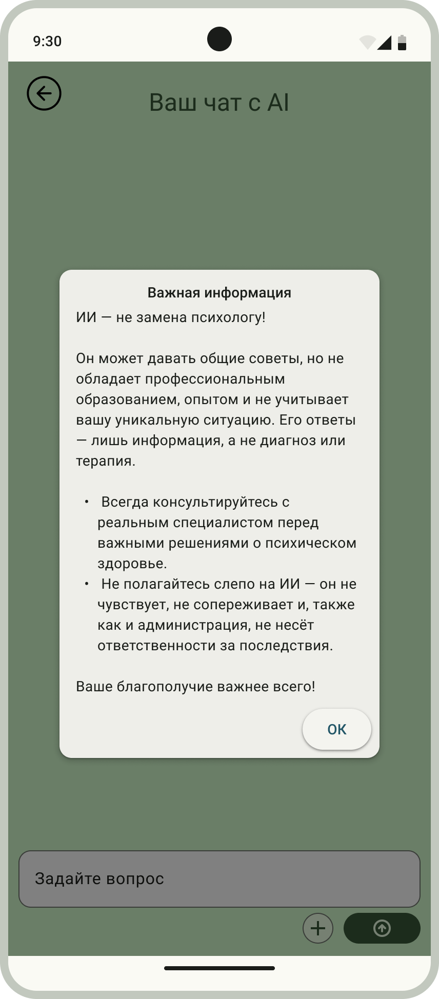 9:30
Ваш чат с AI
Важная информация
ИИ — не замена психологу!
Он может давать общие советы, но не
обладает профессиональным
образованием, опытом и не учитывает
вашу уникальную ситуацию. Его ответы
— лишь информация, а не диагноз или
терапия.
• Всегда консультируйтесь с
реальным специалистом перед
важными решениями о психическом
здоровье.
• Не полагайтесь слепо на ИИ — он не
чувствует, не сопереживает и, также
как и администрация, не несёт
ответственности за последствия.
Ваше благополучие важнее всего!
ОК
Задайте вопрос